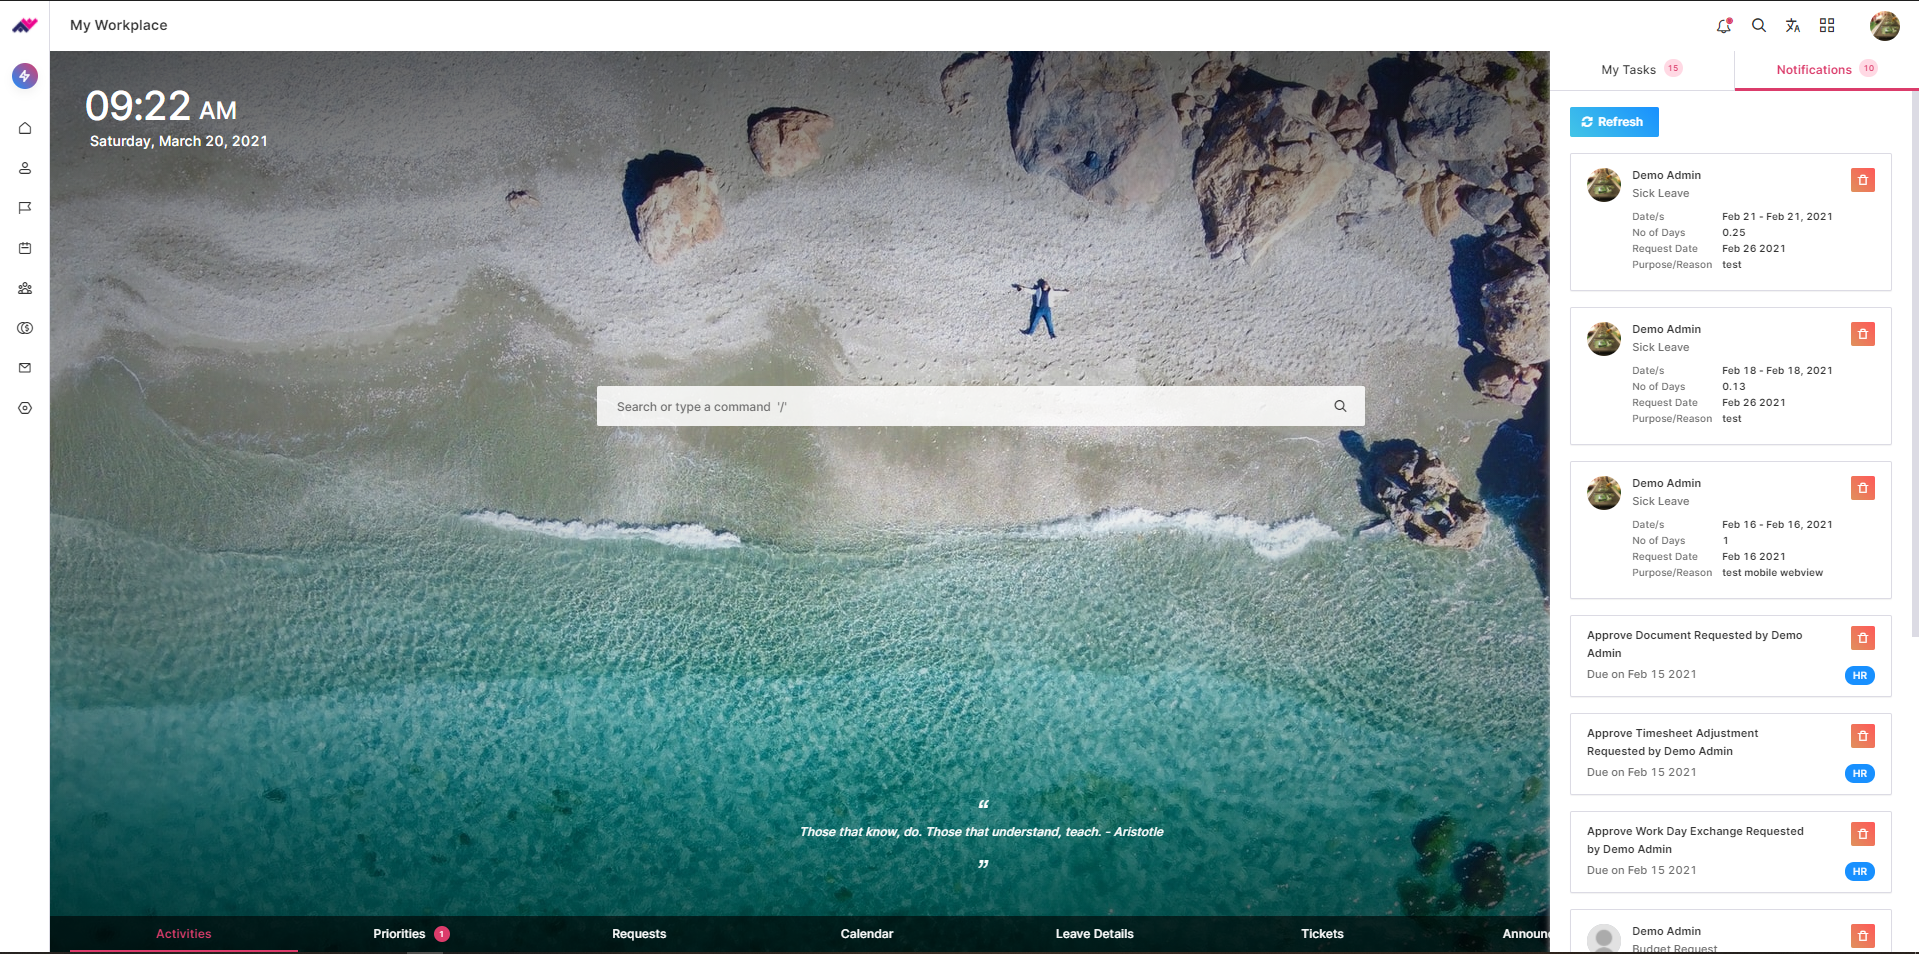 My Workplace
09:22 AM
Saturday, March 20, 2021
Search or type a command '/'
“
Those that know, do. Those that understand, teach. - Aristotle
”
Activities
Priorities 1
Requests
Calendar
Leave Details
Tickets
Announ
My Tasks 15
Notifications 10
Refresh
Demo Admin
Sick Leave
Date/s Feb 21 - Feb 21, 2021
No of Days 0.25
Request Date Feb 26 2021
Purpose/Reason test
Demo Admin
Sick Leave
Date/s Feb 18 - Feb 18, 2021
No of Days 0.13
Request Date Feb 26 2021
Purpose/Reason test
Demo Admin
Sick Leave
Date/s Feb 16 - Feb 16, 2021
No of Days 1
Request Date Feb 16 2021
Purpose/Reason test mobile webview
Approve Document Requested by Demo
Admin
Due on Feb 15 2021
HR
Approve Timesheet Adjustment
Requested by Demo Admin
Due on Feb 15 2021
HR
Approve Work Day Exchange Requested
by Demo Admin
Due on Feb 15 2021
HR
Demo Admin
Budget Request